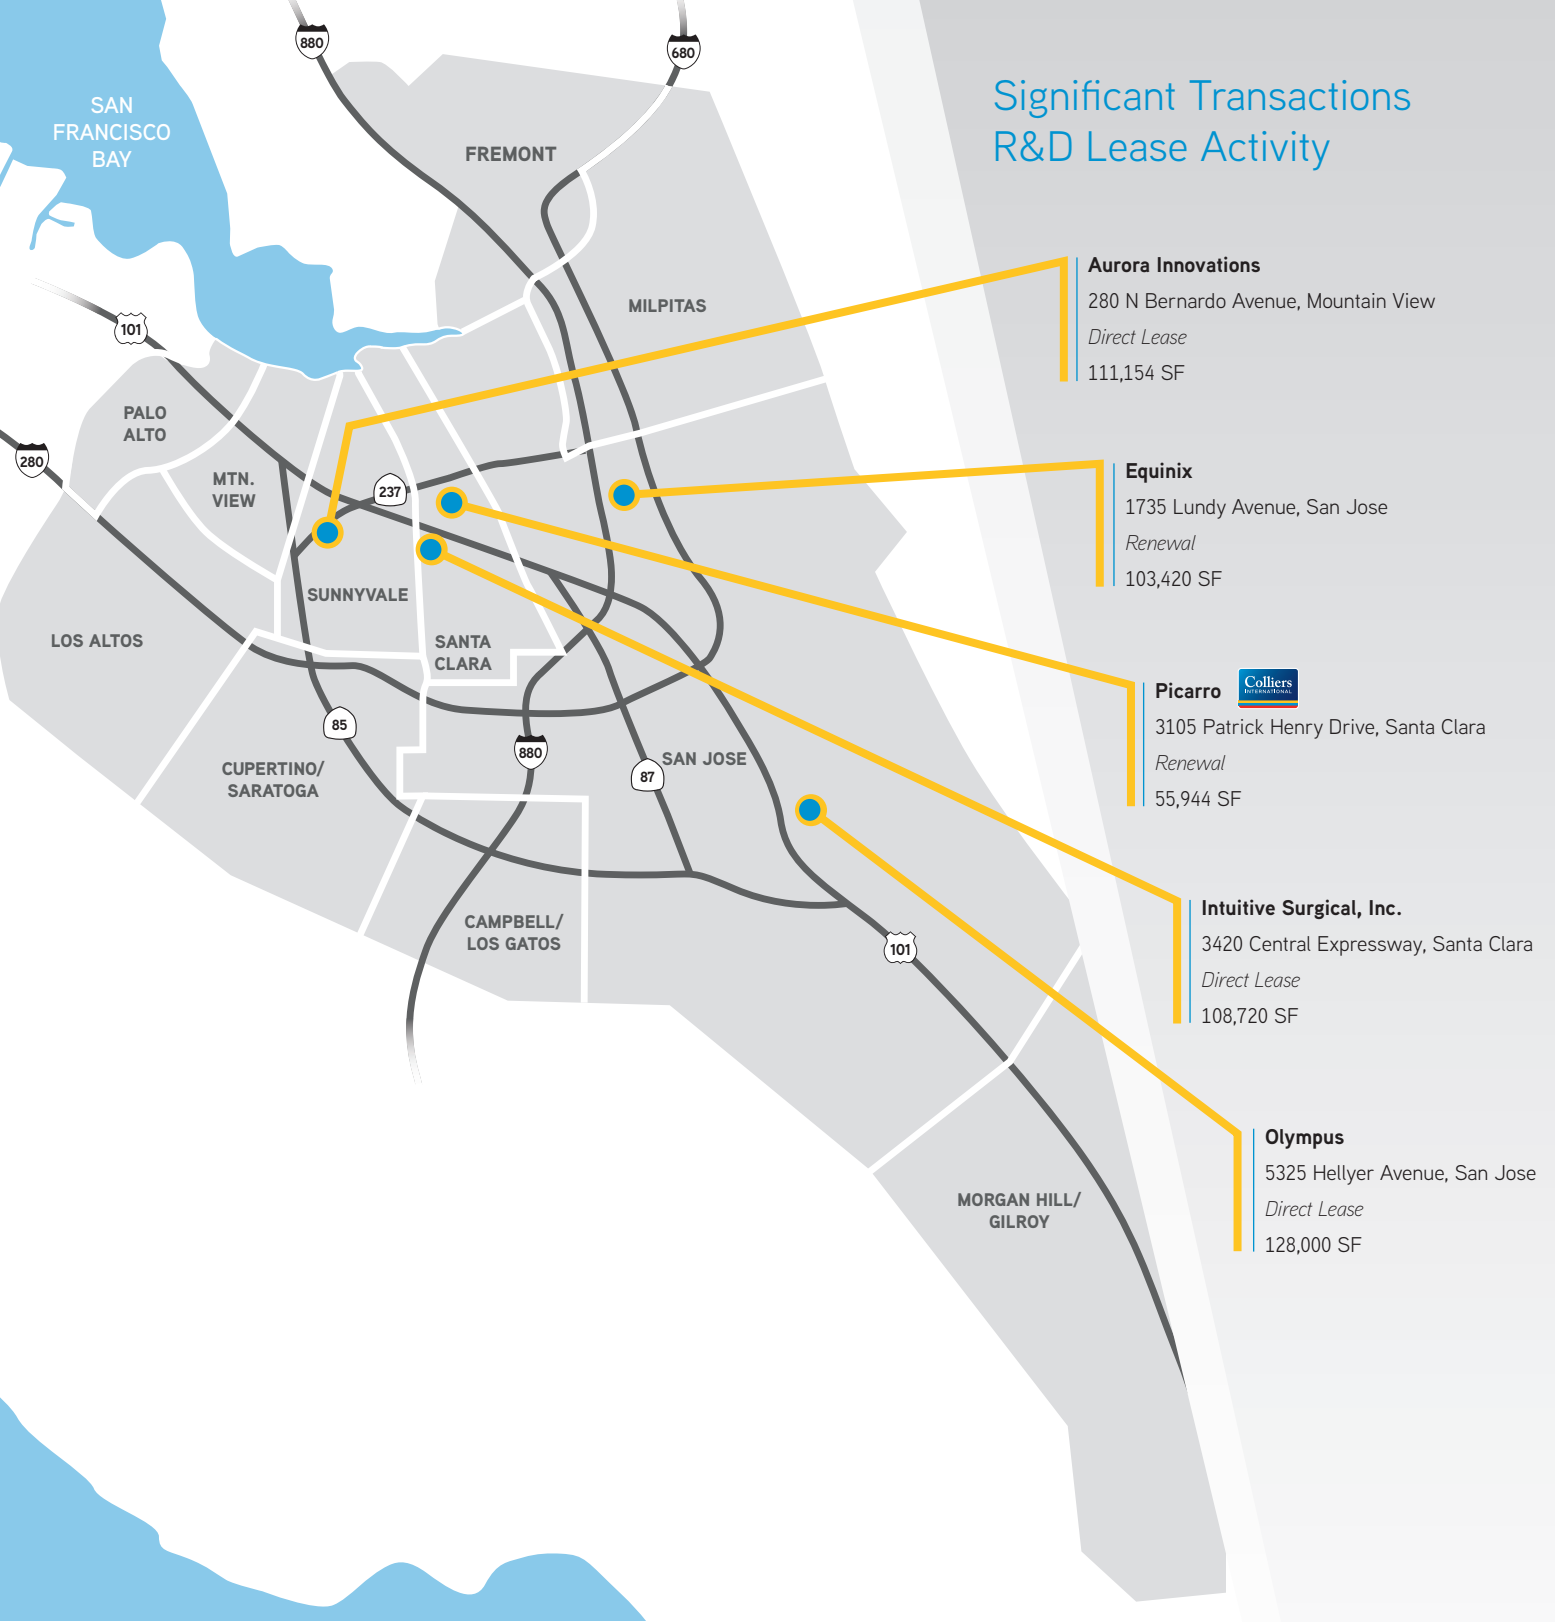 Significant Transactions
R&D Lease Activity
880
680
SAN
FRANCISCO
BAY
FREMONT
MILPITAS
101
PALO
ALTO
280
MTN.
VIEW
237
SUNNYVALE
LOS ALTOS
SANTA
CLARA
85
880
87
SAN JOSE
CUPERTINO/
SARATOGA
CAMPBELL/
LOS GATOS
101
MORGAN HILL/
GILROY
Aurora Innovations
280 N Bernardo Avenue, Mountain View
Direct Lease
111,154 SF
Equinix
1735 Lundy Avenue, San Jose
Renewal
103,420 SF
Picarro
Colliers
INTERNATIONAL
3105 Patrick Henry Drive, Santa Clara
Renewal
55,944 SF
Intuitive Surgical, Inc.
3420 Central Expressway, Santa Clara
Direct Lease
108,720 SF
Olympus
5325 Hellyer Avenue, San Jose
Direct Lease
128,000 SF